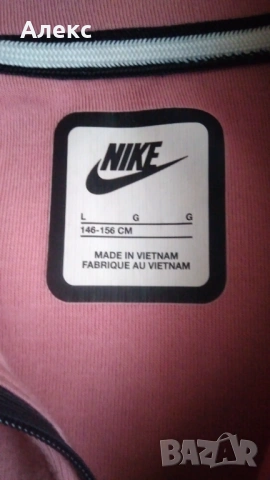 Алекс
NIKE
L G G
146-156 CM
MADE IN VIETNAM
FABRIQUE AU VIETNAM
BAZAR